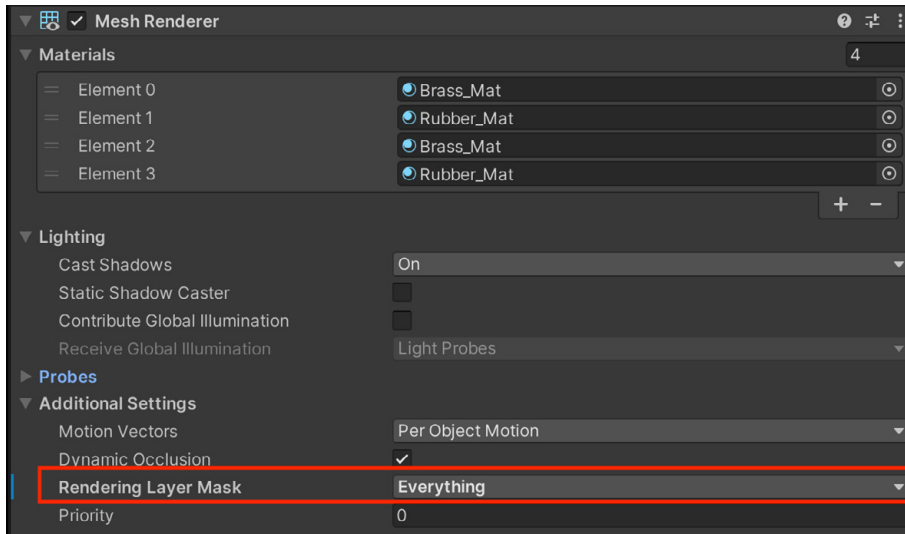 Mesh Renderer
Materials 4
Element 0 Brass_Mat
Element 1 Rubber_Mat
Element 2 Brass_Mat
Element 3 Rubber_Mat
Lighting
Cast Shadows On
Static Shadow Caster
Contribute Global Illumination
Receive Global Illumination Light Probes
Probes
Additional Settings
Motion Vectors Per Object Motion
Dynamic Occlusion
Rendering Layer Mask Everything
Priority 0